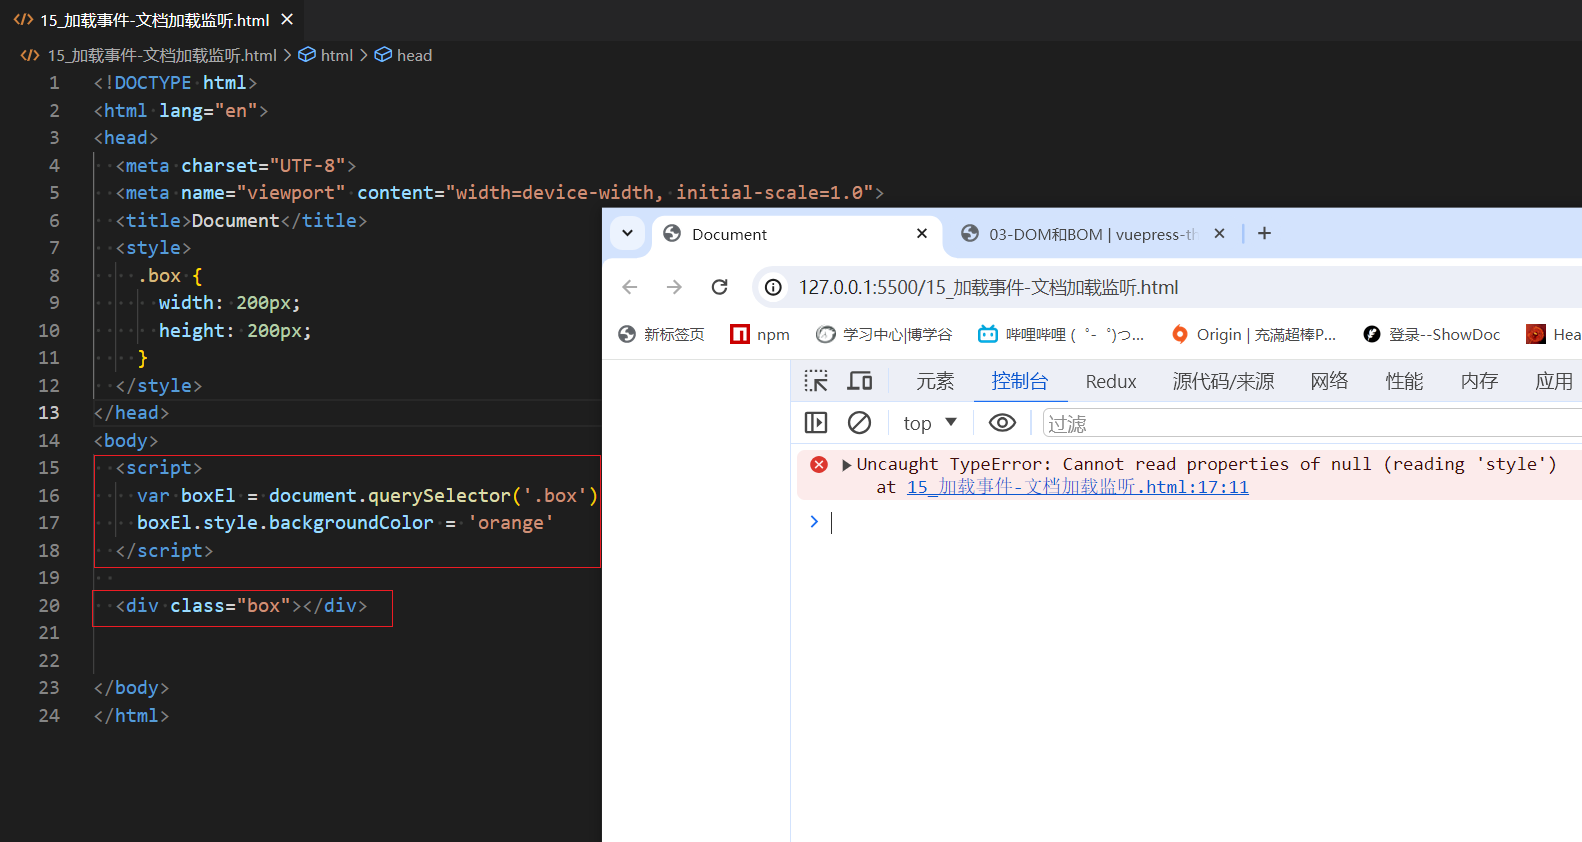 15_加载事件-文档加载监听.html
15_加载事件-文档加载监听.html > html > head
1 <!DOCTYPE html>
2 <html lang="en">
3 <head>
4 <meta charset="UTF-8">
5 <meta name="viewport" content="width=device-width, initial-scale=1.0">
6 <title>Document</title>
7 <style>
8 .box {
9 width: 200px;
10 height: 200px;
11 }
12 </style>
13 </head>
14 <body>
15 <script>
16 var boxEl = document.querySelector('.box')
17 boxEl.style.backgroundColor = 'orange'
18 </script>
19
20 <div class="box"></div>
21
22
23 </body>
24 </html>
Document 03-DOM和BOM | vuepress-th
127.0.0.1:5500/15_加载事件-文档加载监听.html
新标签页 npm 学习中心|博学谷 哔哩哔哩 ( ゜- ゜)つ... Origin | 充满超棒P... 登录--ShowDoc Hea
元素 控制台 Redux 源代码/来源 网络 性能 内存 应用
top 过滤
Uncaught TypeError: Cannot read properties of null (reading 'style')
at 15_加载事件-文档加载监听.html:17:11